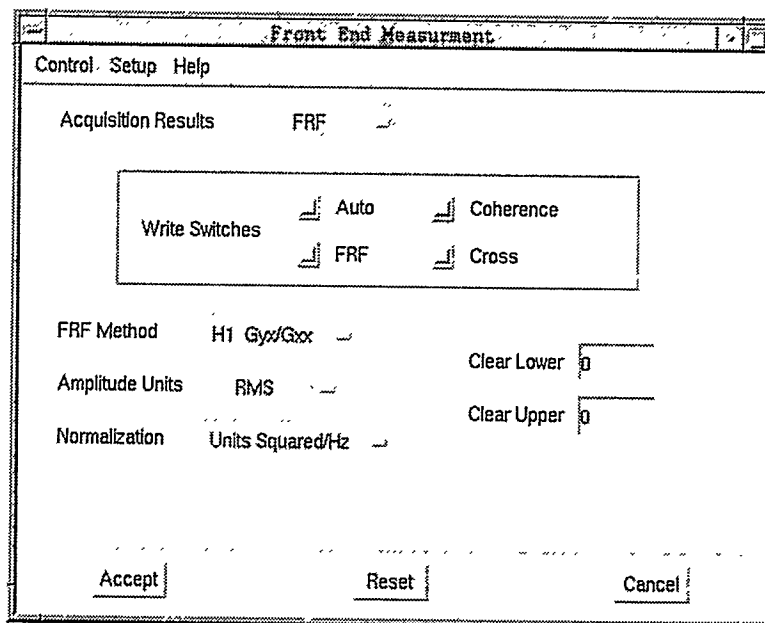 Front End Measurment
Control Setup Help
Acquisition Results FRF
Write Switches
Auto Coherence
FRF Cross
FRF Method H1 Gyx/Gxx
Clear Lower 0
Amplitude Units RMS
Clear Upper 0
Normalization Units Squared/Hz
Accept Reset Cancel